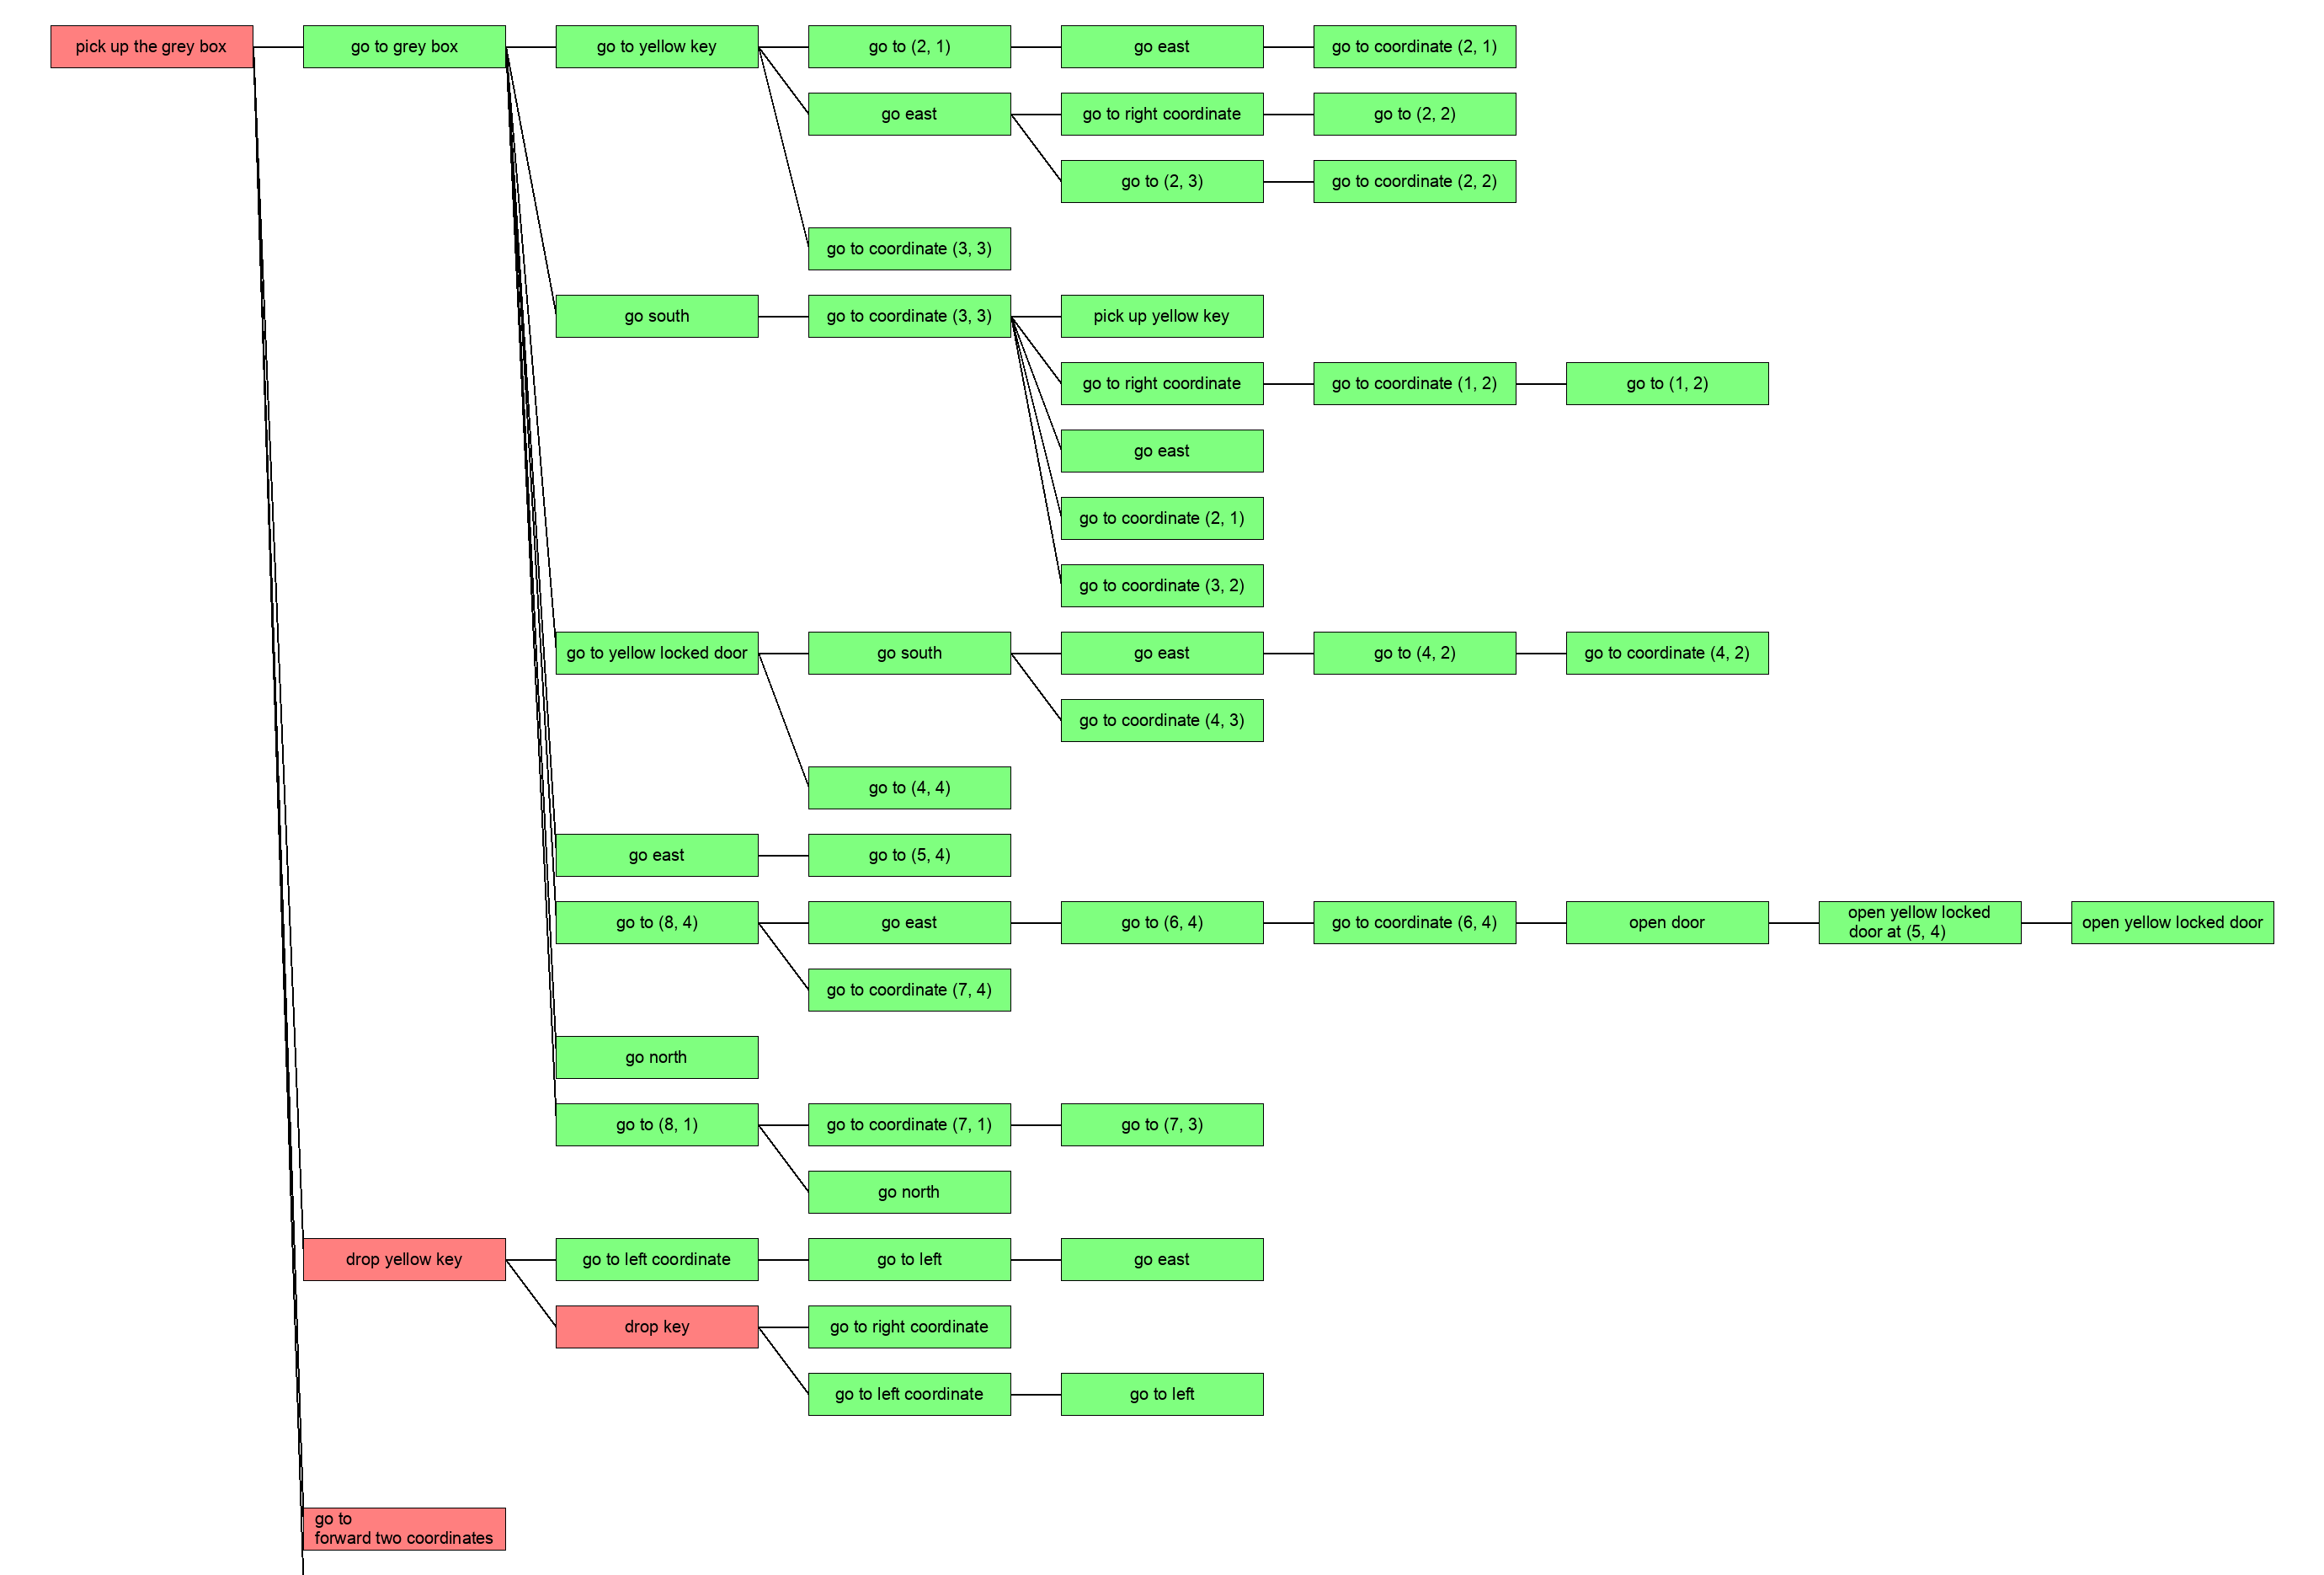 pick up the grey box
go to grey box
go to yellow key
go to (2, 1)
go east
go to coordinate (2, 1)
go east
go to right coordinate
go to (2, 2)
go to (2, 3)
go to coordinate (2, 2)
go to coordinate (3, 3)
go south
go to coordinate (3, 3)
pick up yellow key
go to right coordinate
go to coordinate (1, 2)
go to (1, 2)
go east
go to coordinate (2, 1)
go to coordinate (3, 2)
go to yellow locked door
go south
go east
go to (4, 2)
go to coordinate (4, 2)
go to coordinate (4, 3)
go to (4, 4)
go east
go to (5, 4)
go to (8, 4)
go east
go to (6, 4)
go to coordinate (6, 4)
open door
open yellow locked
door at (5, 4)
open yellow locked door
go to coordinate (7, 4)
go north
go to (8, 1)
go to coordinate (7, 1)
go to (7, 3)
go north
drop yellow key
go to left coordinate
go to left
go east
drop key
go to right coordinate
go to left coordinate
go to left
go to
forward two coordinates